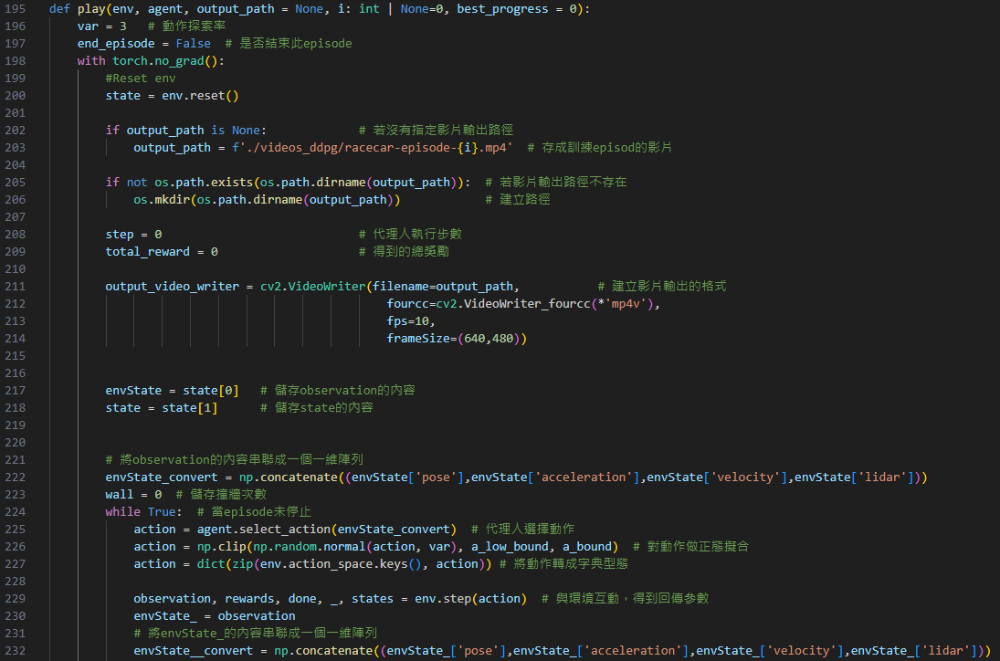 195 def play(env, agent, output_path = None, i: int | None=0, best_progress = 0):
196     var = 3   # 動作探索率
197     end_episode = False  # 是否結束此episode
198     with torch.no_grad():
199         #Reset env
200         state = env.reset()
201
202         if output_path is None:             # 若沒有指定影片輸出路徑
203             output_path = f'./videos_ddpg/racecar-episode-{i}.mp4'  # 存成訓練episod的影片
204
205         if not os.path.exists(os.path.dirname(output_path)):  # 若影片輸出路徑不存在
206             os.mkdir(os.path.dirname(output_path))            # 建立路徑
207
208         step = 0                            # 代理人執行步數
209         total_reward = 0                    # 得到的總獎勵
210
211         output_video_writer = cv2.VideoWriter(filename=output_path,           # 建立影片輸出的格式
212                                                 fourcc=cv2.VideoWriter_fourcc(*'mp4v'),
213                                                 fps=10,
214                                                 frameSize=(640,480))
215
216
217         envState = state[0]   # 儲存observation的內容
218         state = state[1]      # 儲存state的內容
219
220
221         # 將observation的內容串聯成一個一維陣列
222         envState_convert = np.concatenate((envState['pose'],envState['acceleration'],envState['velocity'],envState['lidar']))
223         wall = 0  # 儲存撞牆次數
224         while True:  # 當episode未停止
225             action = agent.select_action(envState_convert)  # 代理人選擇動作
226             action = np.clip(np.random.normal(action, var), a_low_bound, a_bound)  # 對動作做正態擬合
227             action = dict(zip(env.action_space.keys(), action)) # 將動作轉成字典型態
228
229             observation, rewards, done, _, states = env.step(action)  # 與環境互動，得到回傳參數
230             envState_ = observation
231             # 將envState_的內容串聯成一個一維陣列
232             envState__convert = np.concatenate((envState_['pose'],envState_['acceleration'],envState_['velocity'],envState_['lidar']))